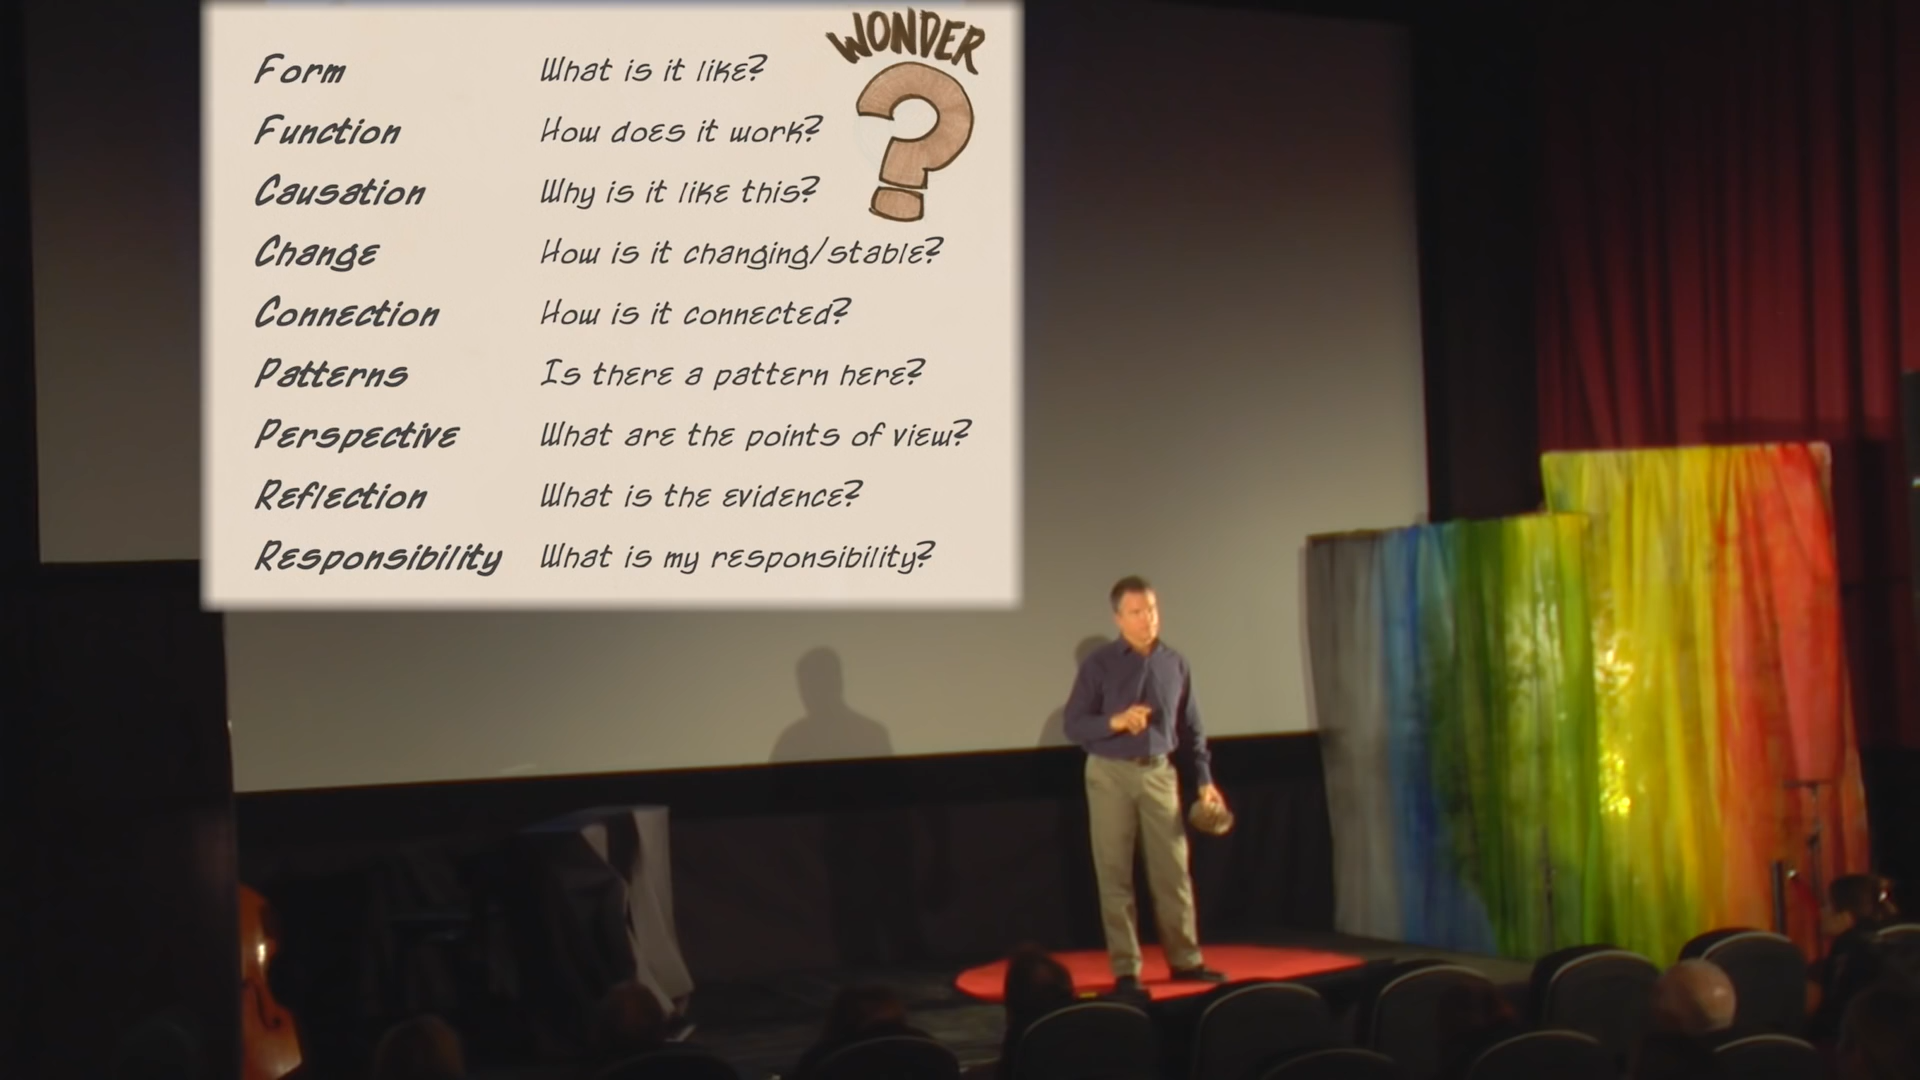 WONDER
?
Form What is it like?
Function How does it work?
Causation Why is it like this?
Change How is it changing/stable?
Connection How is it connected?
Patterns Is there a pattern here?
Perspective What are the points of view?
Reflection What is the evidence?
Responsibility What is my responsibility?